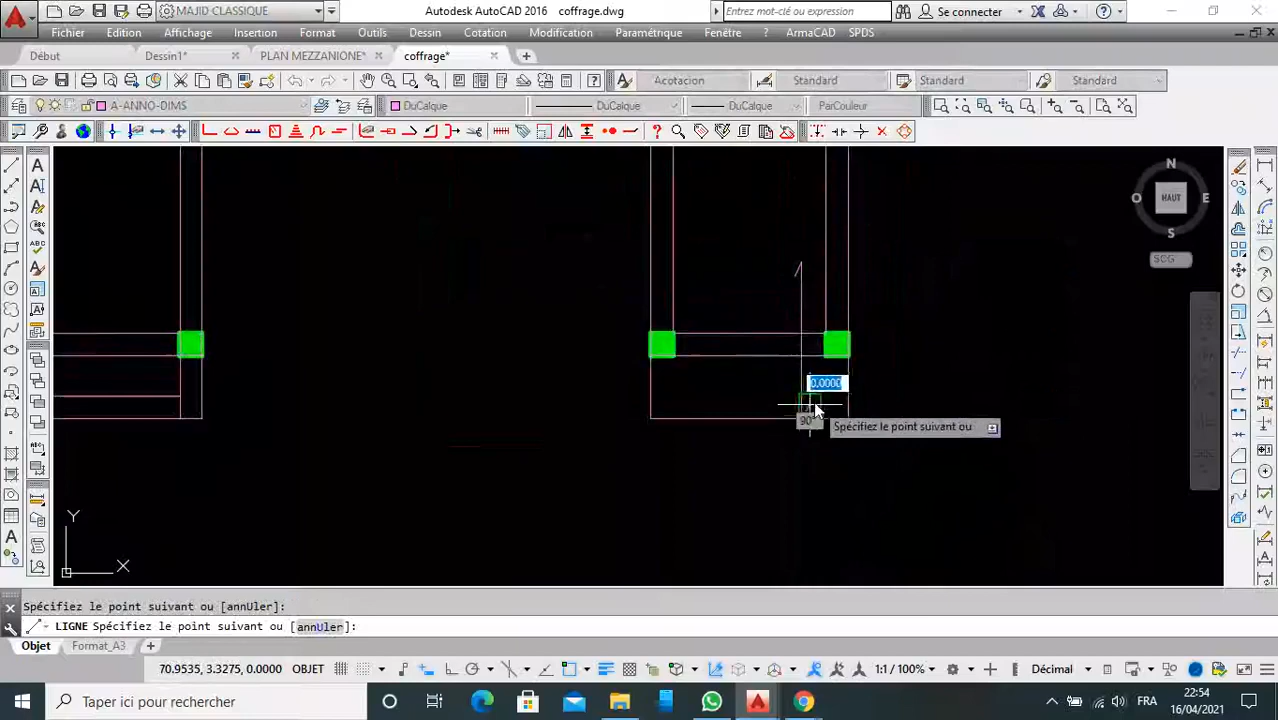 MAJID CLASSIQUE
Autodesk AutoCAD 2016 coffrage.dwg
Entrez mot-clé ou expression
Se connecter
Fichier Edition Affichage Insertion Format Outils Dessin Cotation Modification Paramétrique Fenêtre ? ArmaCAD SPDS
Début Dessin1* PLAN MEZZANIONE* coffrage*
Acotacion Standard Standard Standard
A-ANNO-DIMS DuCalque DuCalque DuCalque ParCouleur
N
O HAUT E
S
SCG
0.0000
90°
Spécifiez le point suivant ou
Y
X
Spécifiez le point suivant ou [annUler]:
LIGNE Spécifiez le point suivant ou [annUler]:
Objet Format_A3
70.9535, 3.3275, 0.0000 OBJET 1:1 / 100% Décimal
Taper ici pour rechercher
FRA
22:54
16/04/2021